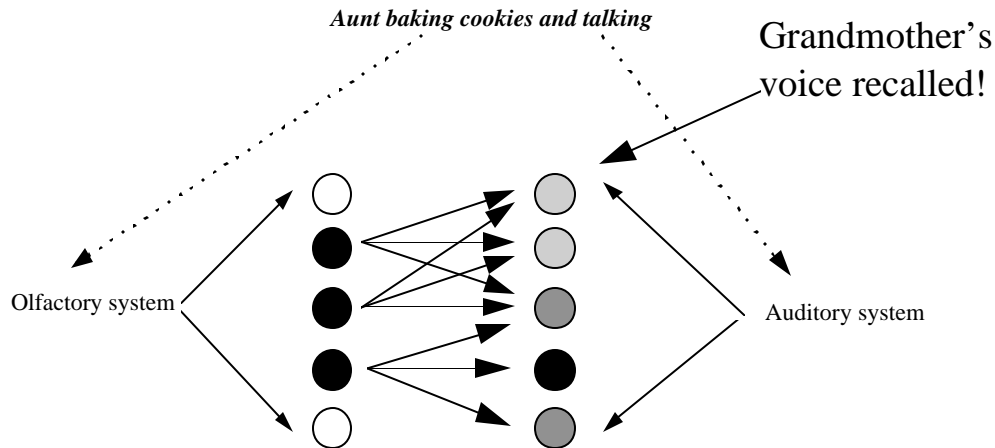 Aunt baking cookies and talking
Grandmother's
voice recalled!
Olfactory system
Auditory system